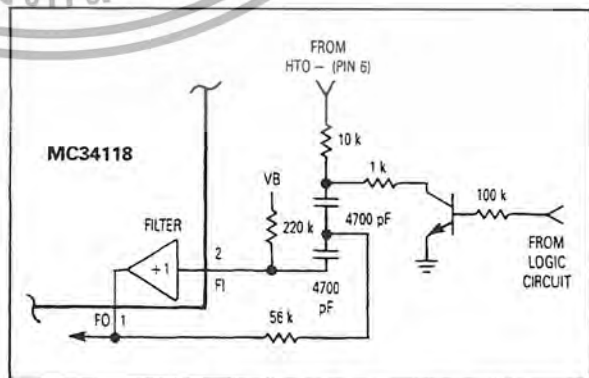 FROM
HTO – (PIN 6)
10 k
MC34118
VB
1 k
100 k
FILTER
220 k
4700 pF
÷1
2
FI
4700
pF
FROM
LOGIC
CIRCUIT
FO
1
56 k